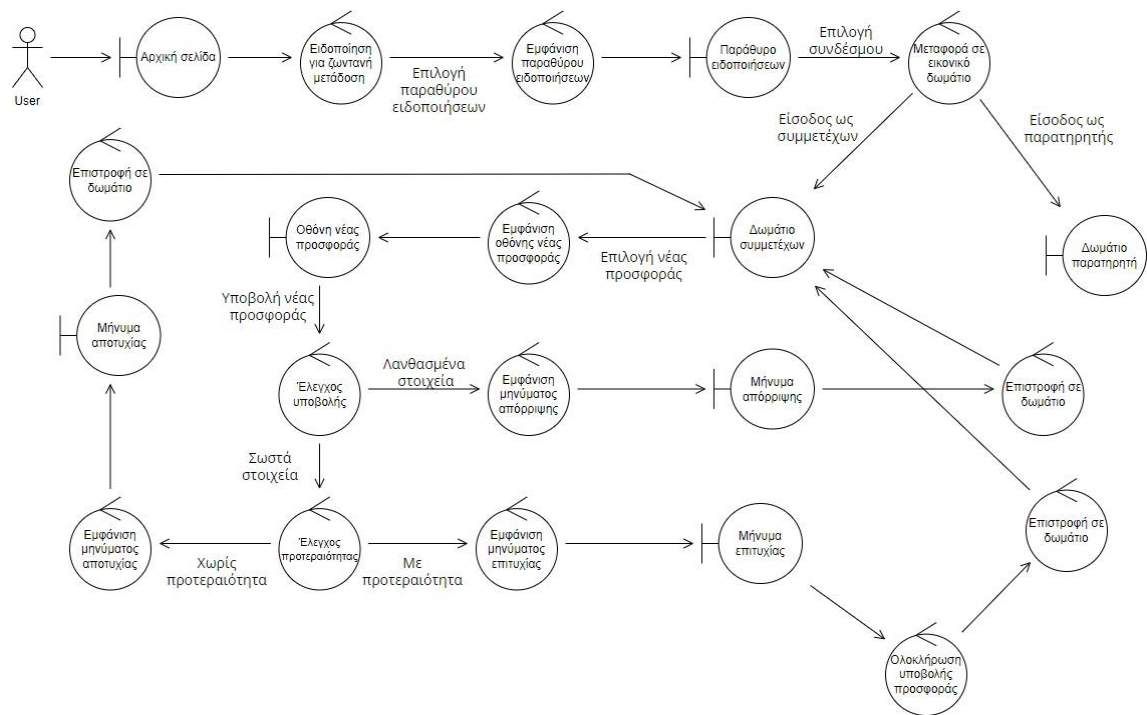 User
Αρχική σελίδα
Ειδοποίηση
για ζωντανή
μετάδοση
Επιλογή
παραθύρου
ειδοποιήσεων
Εμφάνιση
παραθύρου
ειδοποιήσεων
Παράθυρο
ειδοποιήσεων
Επιλογή
συνδέσμου
Μεταφορά σε
εικονικό
δωμάτιο
Είσοδος ως
συμμετέχων
Είσοδος ως
παρατηρητής
Επιστροφή σε
δωμάτιο
Οθόνη νέας
προσφοράς
Εμφάνιση
οθόνης νέας
προσφοράς
Επιλογή νέας
προσφοράς
Δωμάτιο
συμμετέχων
Δωμάτιο
παρατηρητή
Υποβολή νέας
προσφοράς
Μήνυμα
αποτυχίας
Έλεγχος
υποβολής
Λανθασμένα
στοιχεία
Εμφάνιση
μηνύματος
απόρριψης
Μήνυμα
απόρριψης
Επιστροφή σε
δωμάτιο
Σωστά
στοιχεία
Εμφάνιση
μηνύματος
αποτυχίας
Χωρίς
προτεραιότητα
Έλεγχος
προτεραιότητας
Με
προτεραιότητα
Εμφάνιση
μηνύματος
επιτυχίας
Μήνυμα
επιτυχίας
Επιστροφή σε
δωμάτιο
Ολοκλήρωση
υποβολής
προσφοράς